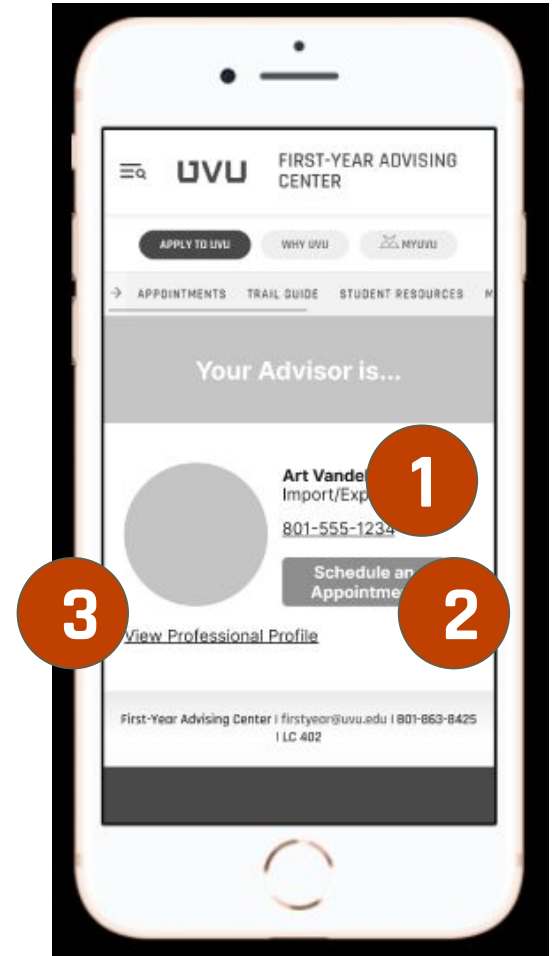 UVU
FIRST-YEAR ADVISING
CENTER
APPLY TO UVU
WHY UVU
MYUVU
→ APPOINTMENTS TRAIL GUIDE STUDENT RESOURCES M
Your Advisor is...
Art Vande
1
Import/Exp
801-555-1234
Schedule an
Appointme
2
3
View Professional Profile
First-Year Advising Center | firstyear@uvu.edu | 801-863-8425
| LC 402